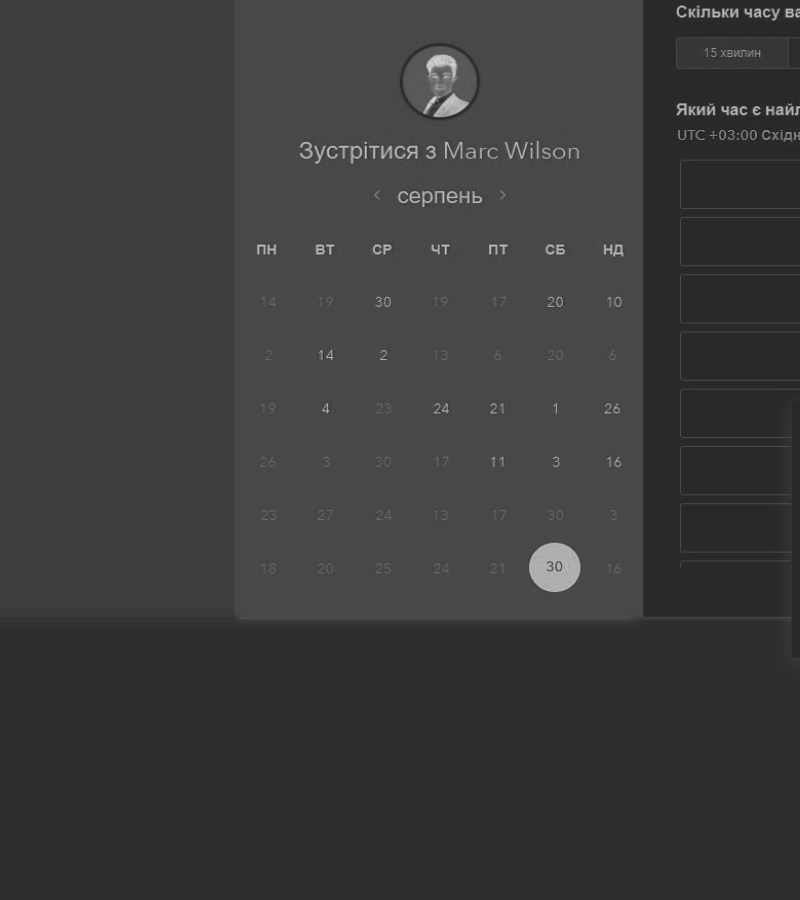 Скільки часу ва
15 хвилин
Який час є найл
UTC +03:00 Східн
Зустрітися з Marc Wilson
< серпень >
ПН ВТ СР ЧТ ПТ СБ НД
14 19 30 19 17 20 10
2 14 2 13 6 20 6
19 4 23 24 21 1 26
26 3 30 17 11 3 16
23 27 24 13 17 30 3
18 20 25 24 21 30 16